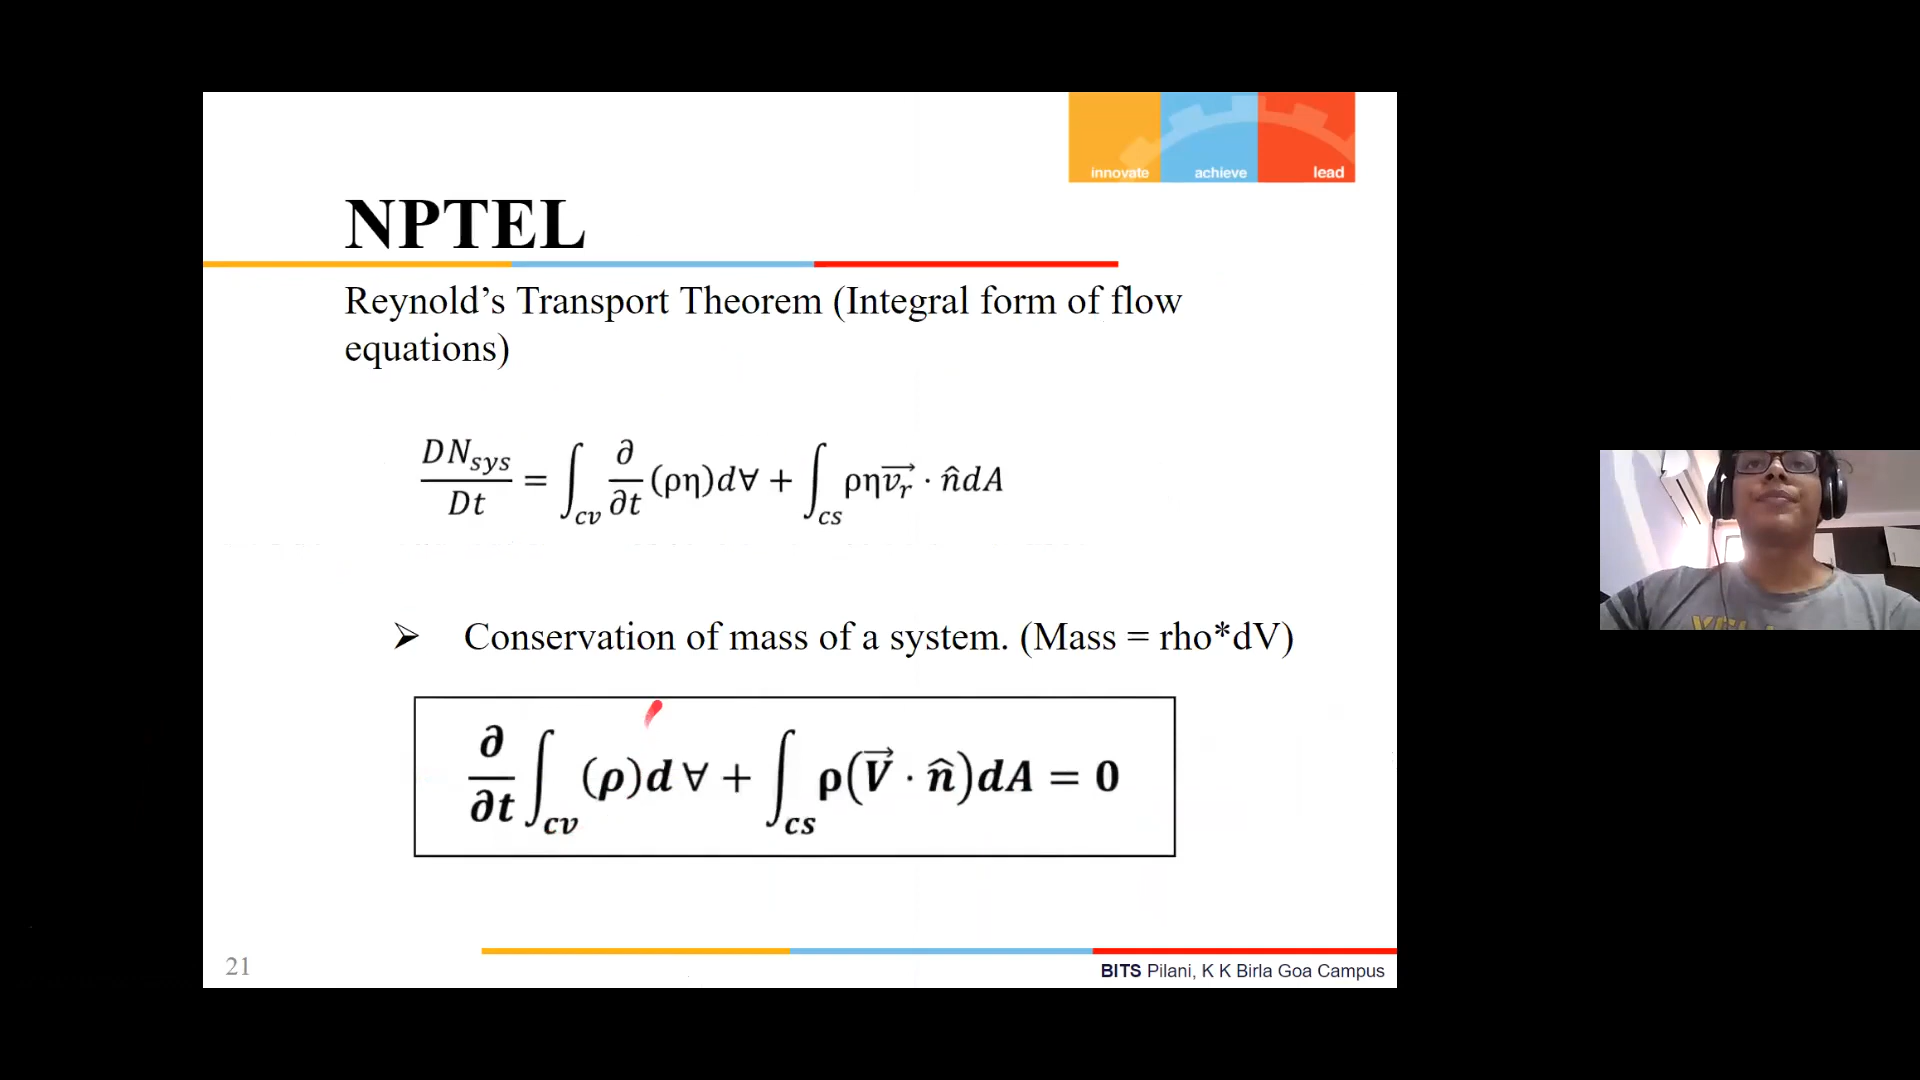 innovate achieve lead
NPTEL
Reynold’s Transport Theorem (Integral form of flow
equations)
DN_sys/Dt = ∫_cv ∂/∂t (ρη)d∀ + ∫_cs ρη v_r⃗ · n̂dA
➢ Conservation of mass of a system. (Mass = rho*dV)
∂/∂t ∫_cv (ρ)d∀ + ∫_cs ρ(V⃗ · n̂)dA = 0
21
BITS Pilani, K K Birla Goa Campus